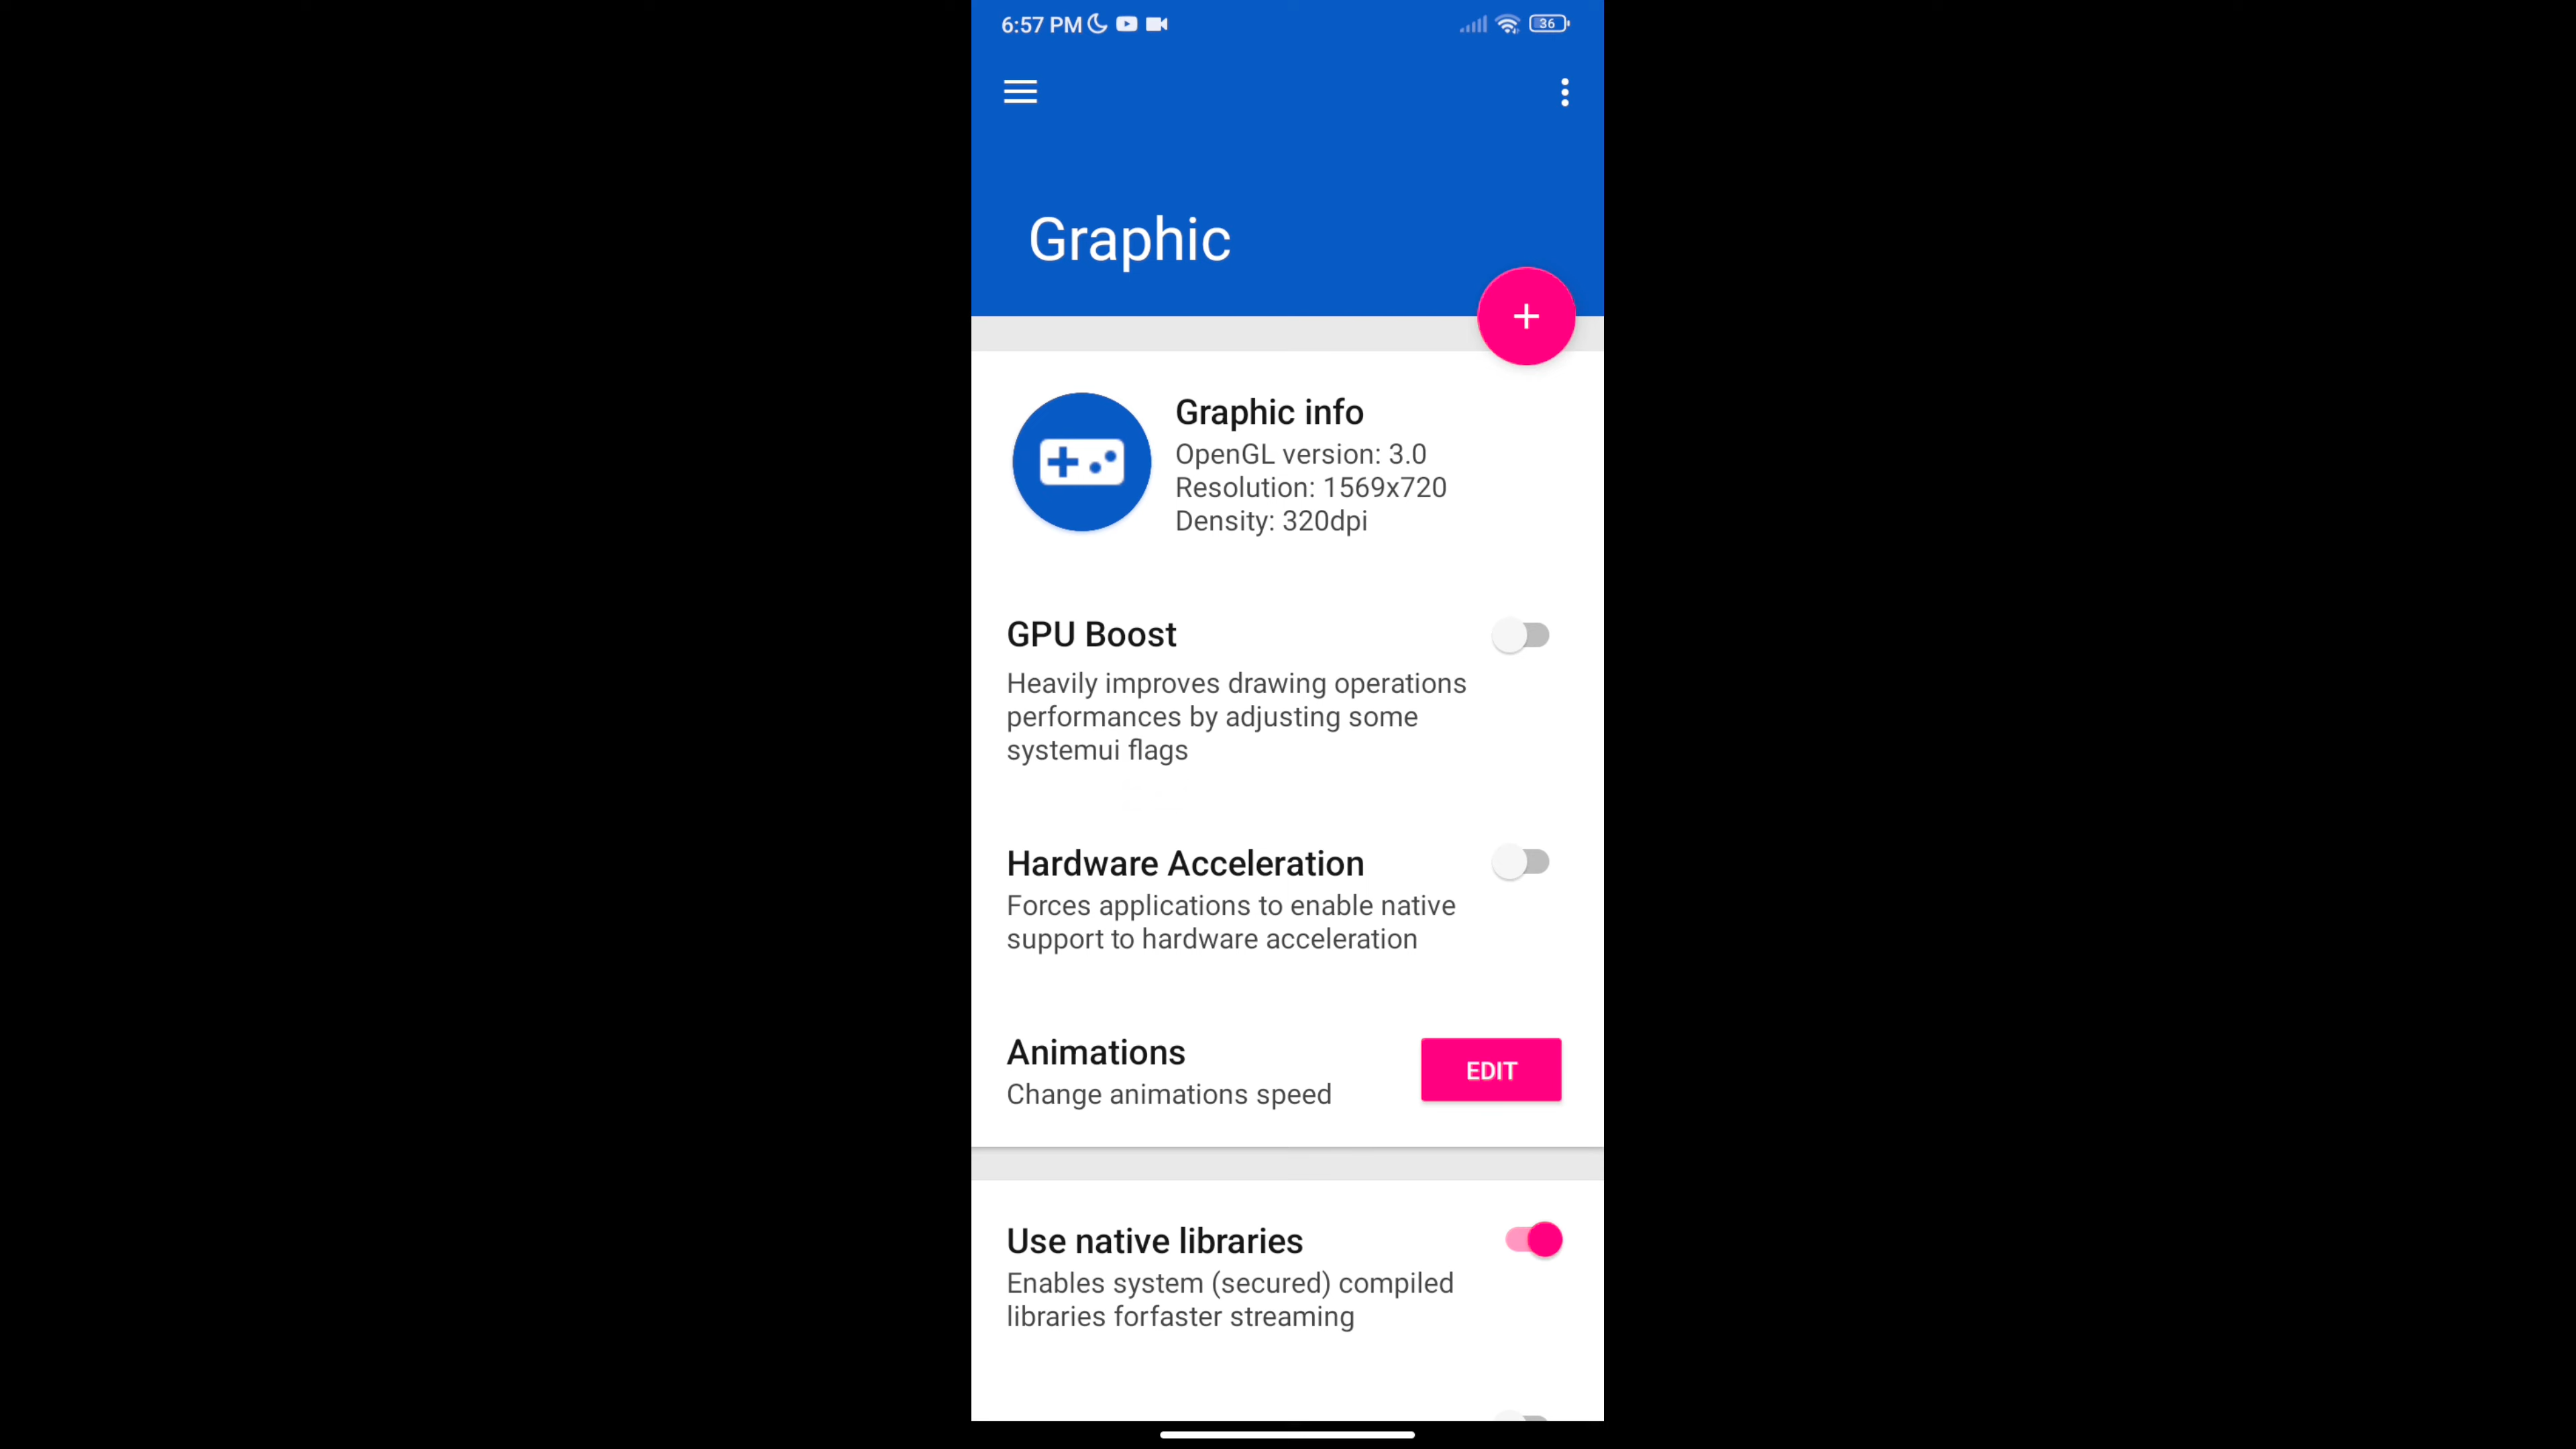 6:57 PM
36
Graphic
Graphic info
OpenGL version: 3.0
Resolution: 1569x720
Density: 320dpi
GPU Boost
Heavily improves drawing operations
performances by adjusting some
systemui flags
Hardware Acceleration
Forces applications to enable native
support to hardware acceleration
Animations
EDIT
Change animations speed
Use native libraries
Enables system (secured) compiled
libraries forfaster streaming